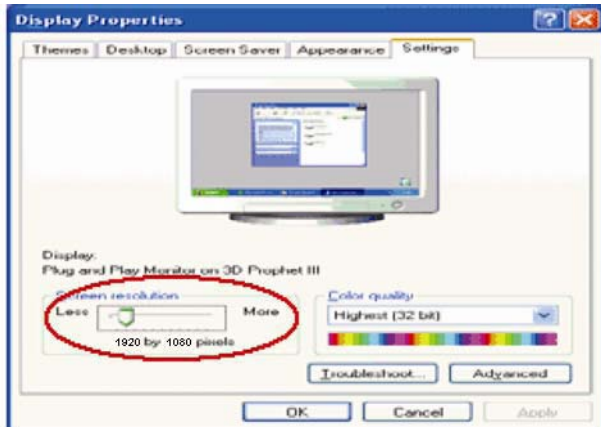 Display Properties
Themes Desktop Screen Saver Appearance Settings
Display:
Plug and Play Monitor on 3D Prophet III
Screen resolution
Less More
1920 by 1080 pixels
Color quality
Highest (32 bit)
Troubleshoot... Advanced
OK Cancel Apply